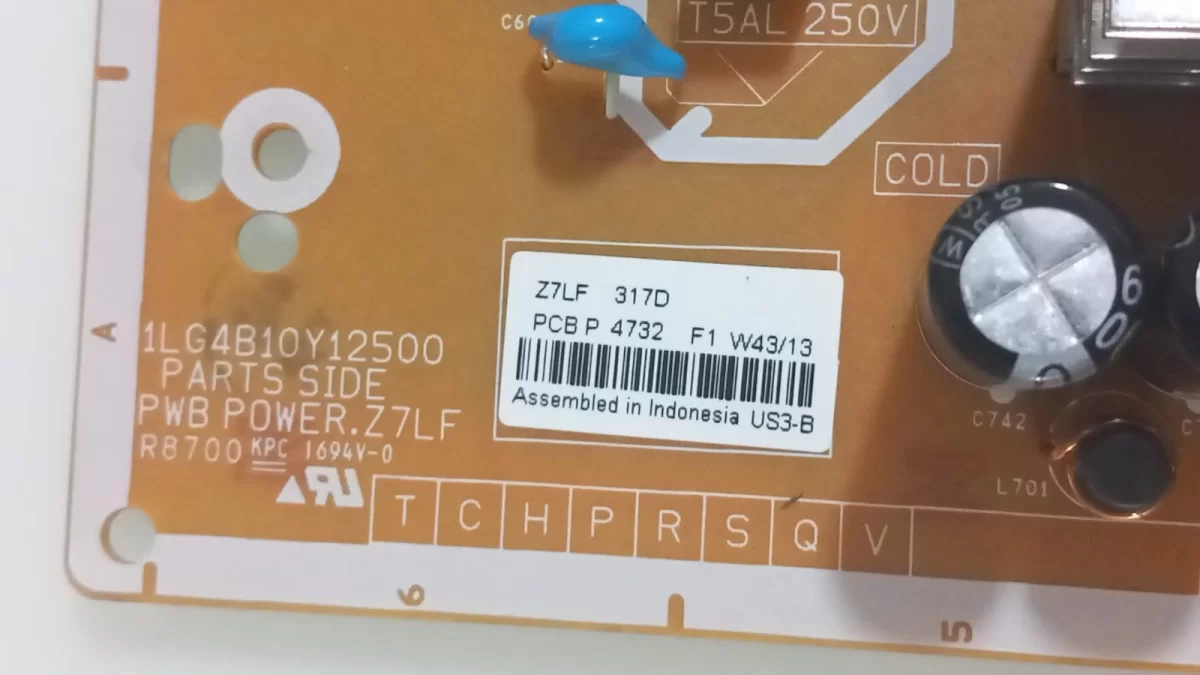 T5AL 250V
COLD
Z7LF 317D
PCB P 4732 F1 W43/13
Assembled in Indonesia US3-B
1LG4B10Y12500
PARTS SIDE
PWB POWER.Z7LF
R8700 KPC 1694V-0
T C H P R S Q V
C742
L701
A
6
5